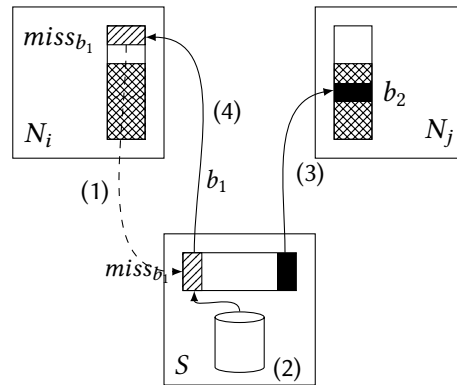 miss_{b_1}
b_2
N_i
(4)
N_j
(3)
(1)
b_1
miss_{b_1}
S
(2)